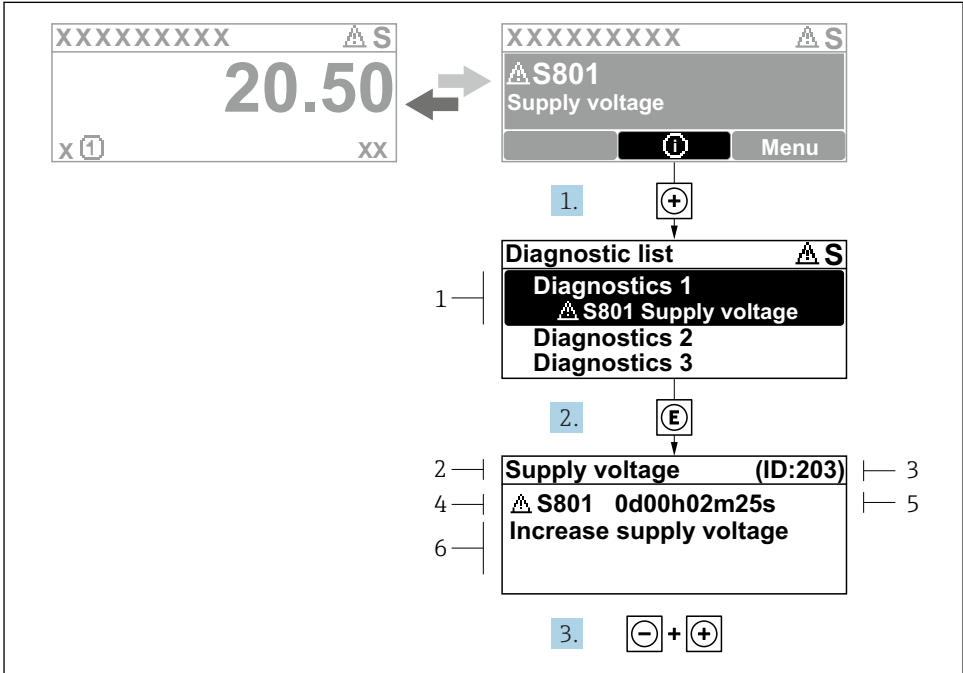 XXXXXXXXX ⚠ S
20.50
x 1 XX
XXXXXXXXX ⚠ S
⚠ S801
Supply voltage
i Menu
1. +
Diagnostic list ⚠ S
1
Diagnostics 1
⚠ S801 Supply voltage
Diagnostics 2
Diagnostics 3
2. E
2 Supply voltage (ID:203) 3
4 ⚠ S801 0d00h02m25s 5
6 Increase supply voltage
3. - + +